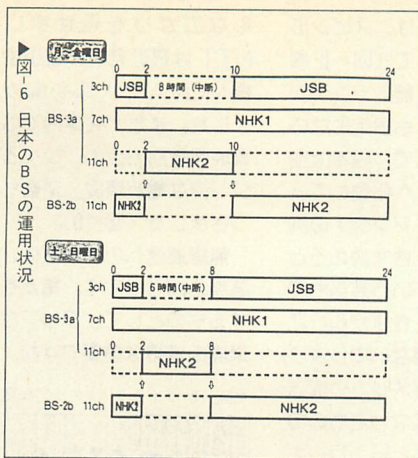 ▶図-6 日本のBSの運用状況
月〜金曜日
0 2 10 24
3ch JSB 8時間(中断) JSB
BS-3a 7ch NHK1
0 2 10
11ch NHK2
BS-2b 11ch NHK2 NHK2
土・日曜日
0 2 8 24
3ch JSB 6時間(中断) JSB
BS-3a 7ch NHK1
11ch 0 2 8
NHK2
BS-2b 11ch NHK2 NHK2